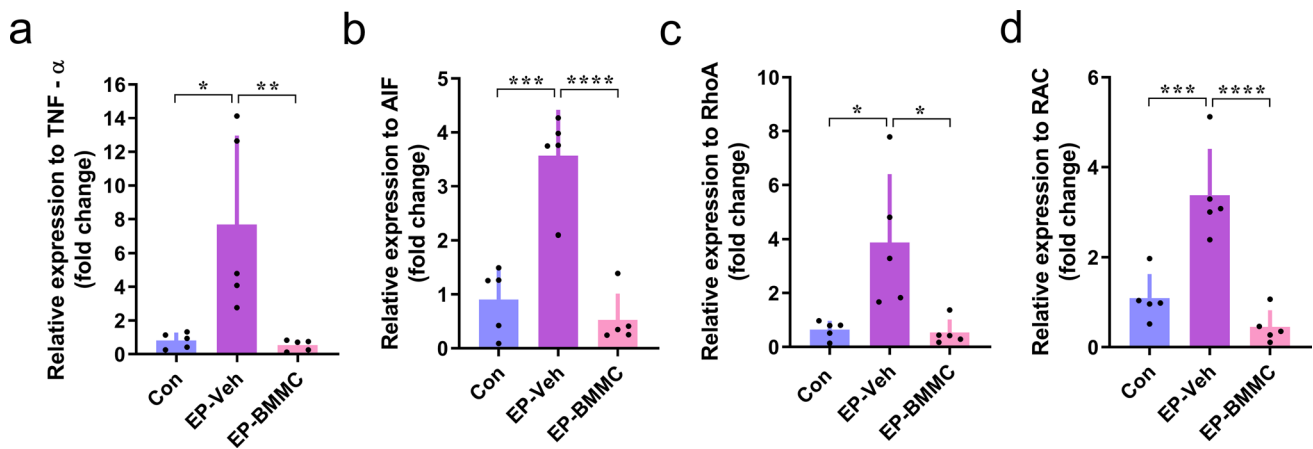 a
Relative expression to TNF - α
(fold change)
16
14
12
10
8
6
4
2
0
* **
Con
EP-Veh
EP-BMMC
b
Relative expression to AIF
(fold change)
5
4
3
2
1
0
*** ****
Con
EP-Veh
EP-BMMC
c
Relative expression to RhoA
(fold change)
10
8
6
4
2
0
* *
Con
EP-Veh
EP-BMMC
d
Relative expression to RAC
(fold change)
6
4
2
0
*** ****
Con
EP-Veh
EP-BMMC